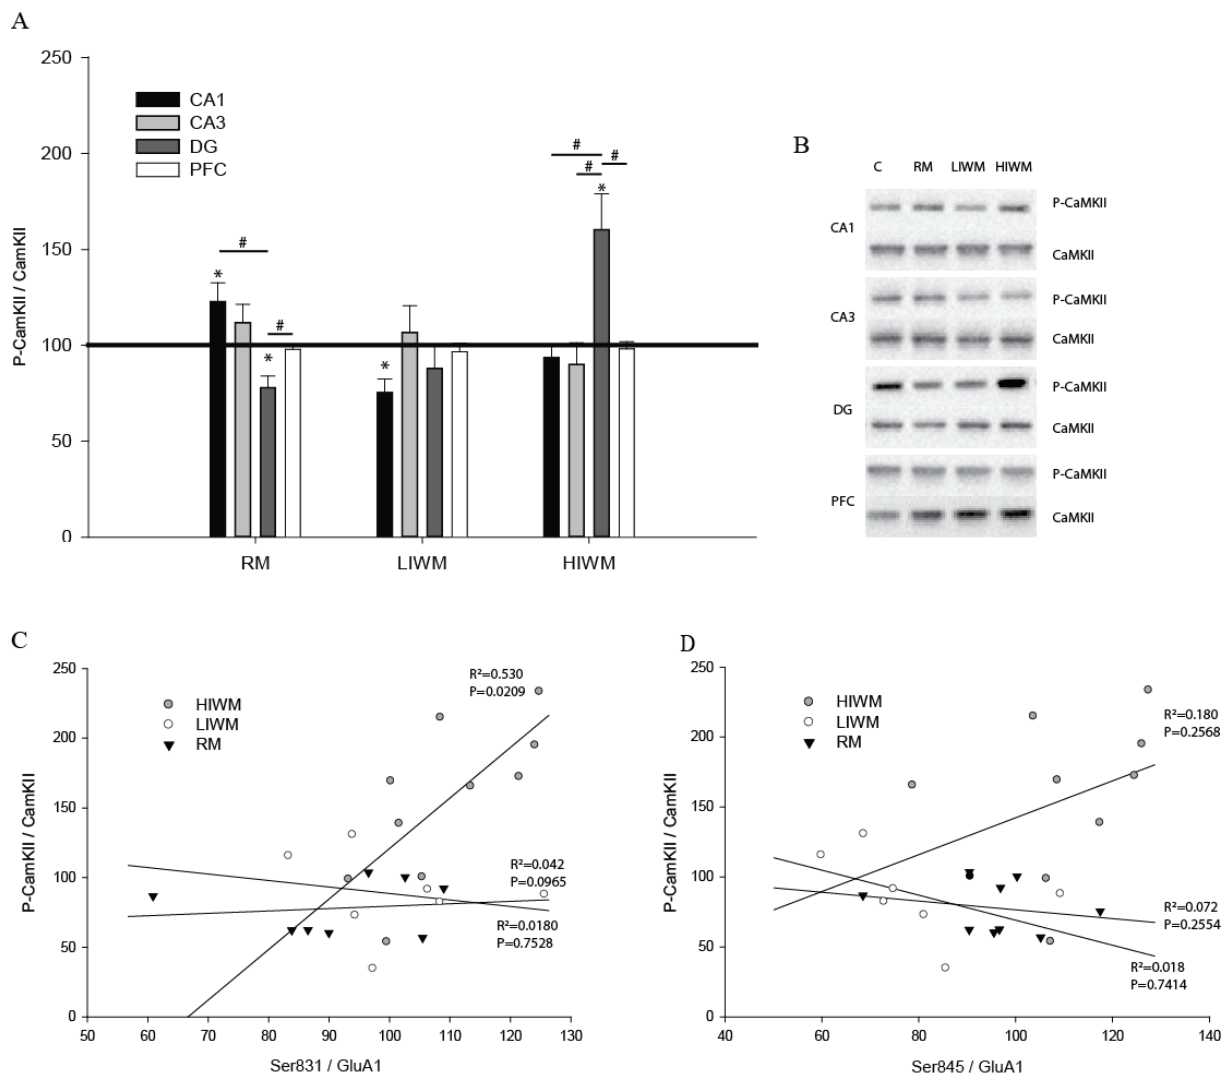 A
250
200
150
100
50
0
P-CamKII / CamKII
CA1
CA3
DG
PFC
#
#
#
#
#
*
*
*
*
RM
LIWM
HIWM
B
C RM LIWM HIWM
CA1
P-CaMKII
CaMKII
CA3
P-CaMKII
CaMKII
DG
P-CaMKII
CaMKII
PFC
P-CaMKII
CaMKII
C
250
200
150
100
50
0
P-CamKII / CamKII
HIWM
LIWM
RM
R²=0.530
P=0.0209
R²=0.042
P=0.0965
R²=0.0180
P=0.7528
50 60 70 80 90 100 110 120 130
Ser831 / GluA1
D
250
200
150
100
50
0
P-CamKII / CamKII
HIWM
LIWM
RM
R²=0.180
P=0.2568
R²=0.072
P=0.2554
R²=0.018
P=0.7414
40 60 80 100 120 140
Ser845 / GluA1